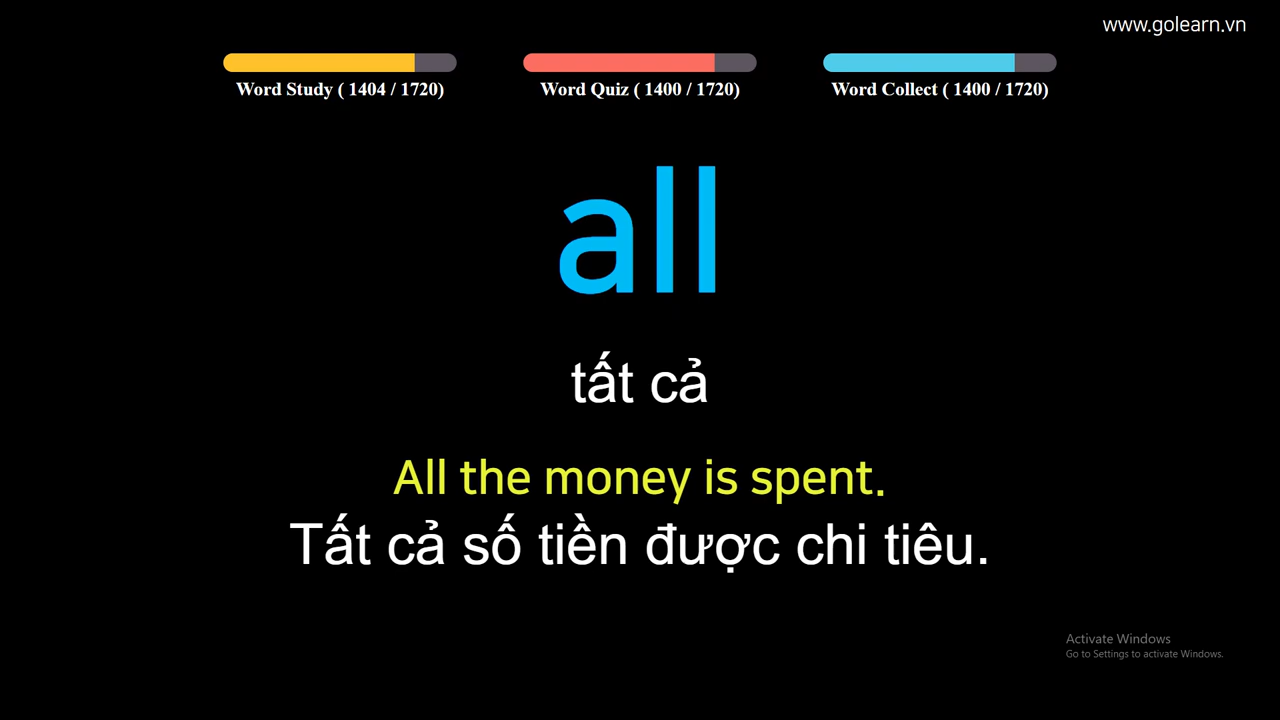 www.golearn.vn
Word Study ( 1404 / 1720)
Word Quiz ( 1400 / 1720)
Word Collect ( 1400 / 1720)
all
tất cả
All the money is spent.
Tất cả số tiền được chi tiêu.
Activate Windows
Go to Settings to activate Windows.